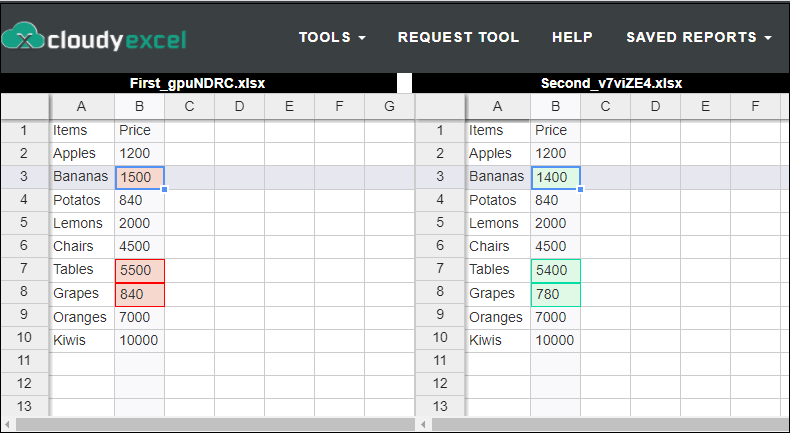 cloudyexcel TOOLS REQUEST TOOL HELP SAVED REPORTS
First_gpuNDRC.xlsx Second_v7viZE4.xlsx
A B C D E F G A B C D E F
1 Items Price 1 Items Price
2 Apples 1200 2 Apples 1200
3 Bananas 1500 3 Bananas 1400
4 Potatos 840 4 Potatos 840
5 Lemons 2000 5 Lemons 2000
6 Chairs 4500 6 Chairs 4500
7 Tables 5500 7 Tables 5400
8 Grapes 840 8 Grapes 780
9 Oranges 7000 9 Oranges 7000
10 Kiwis 10000 10 Kiwis 10000
11 11
12 12
13 13